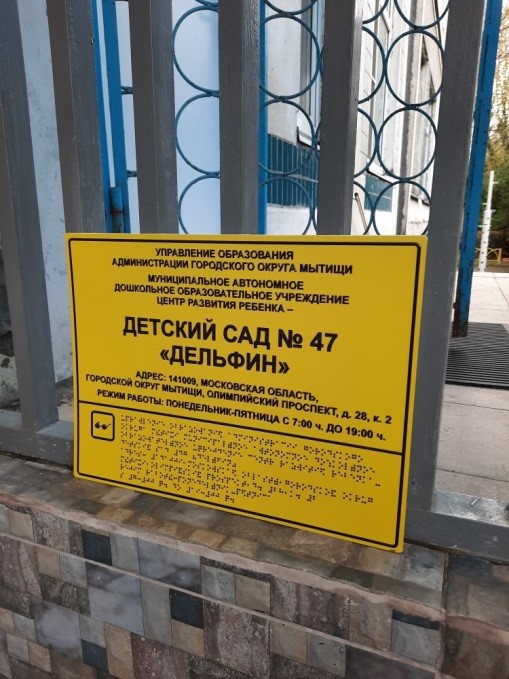 УПРАВЛЕНИЕ ОБРАЗОВАНИЯ
АДМИНИСТРАЦИИ ГОРОДСКОГО ОКРУГА МЫТИЩИ
МУНИЦИПАЛЬНОЕ АВТОНОМНОЕ
ДОШКОЛЬНОЕ ОБРАЗОВАТЕЛЬНОЕ УЧРЕЖДЕНИЕ
ЦЕНТР РАЗВИТИЯ РЕБЕНКА –
ДЕТСКИЙ САД № 47
«ДЕЛЬФИН»
АДРЕС: 141009, МОСКОВСКАЯ ОБЛАСТЬ,
ГОРОДСКОЙ ОКРУГ МЫТИЩИ, ОЛИМПИЙСКИЙ ПРОСПЕКТ, д. 28, к. 2
РЕЖИМ РАБОТЫ: ПОНЕДЕЛЬНИК-ПЯТНИЦА С 7:00 ч. ДО 19:00 ч.